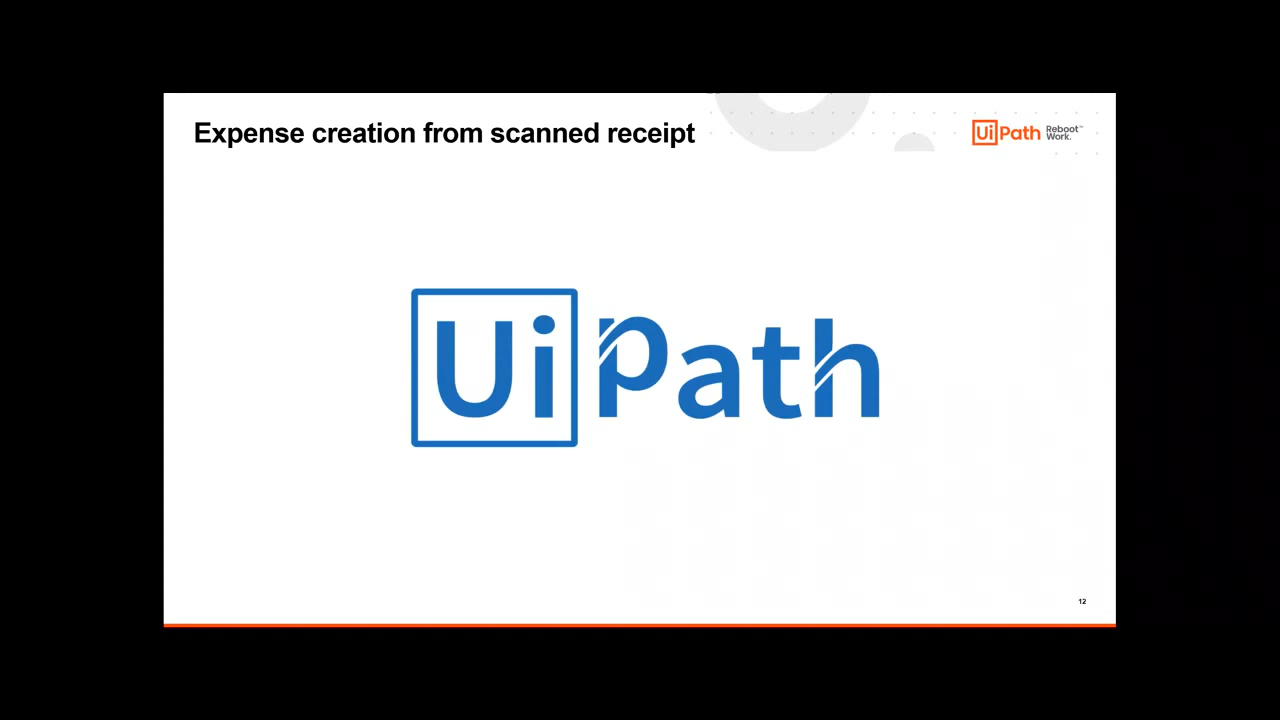 Expense creation from scanned receipt
UiPath Reboot™
Work.
UiPath
12